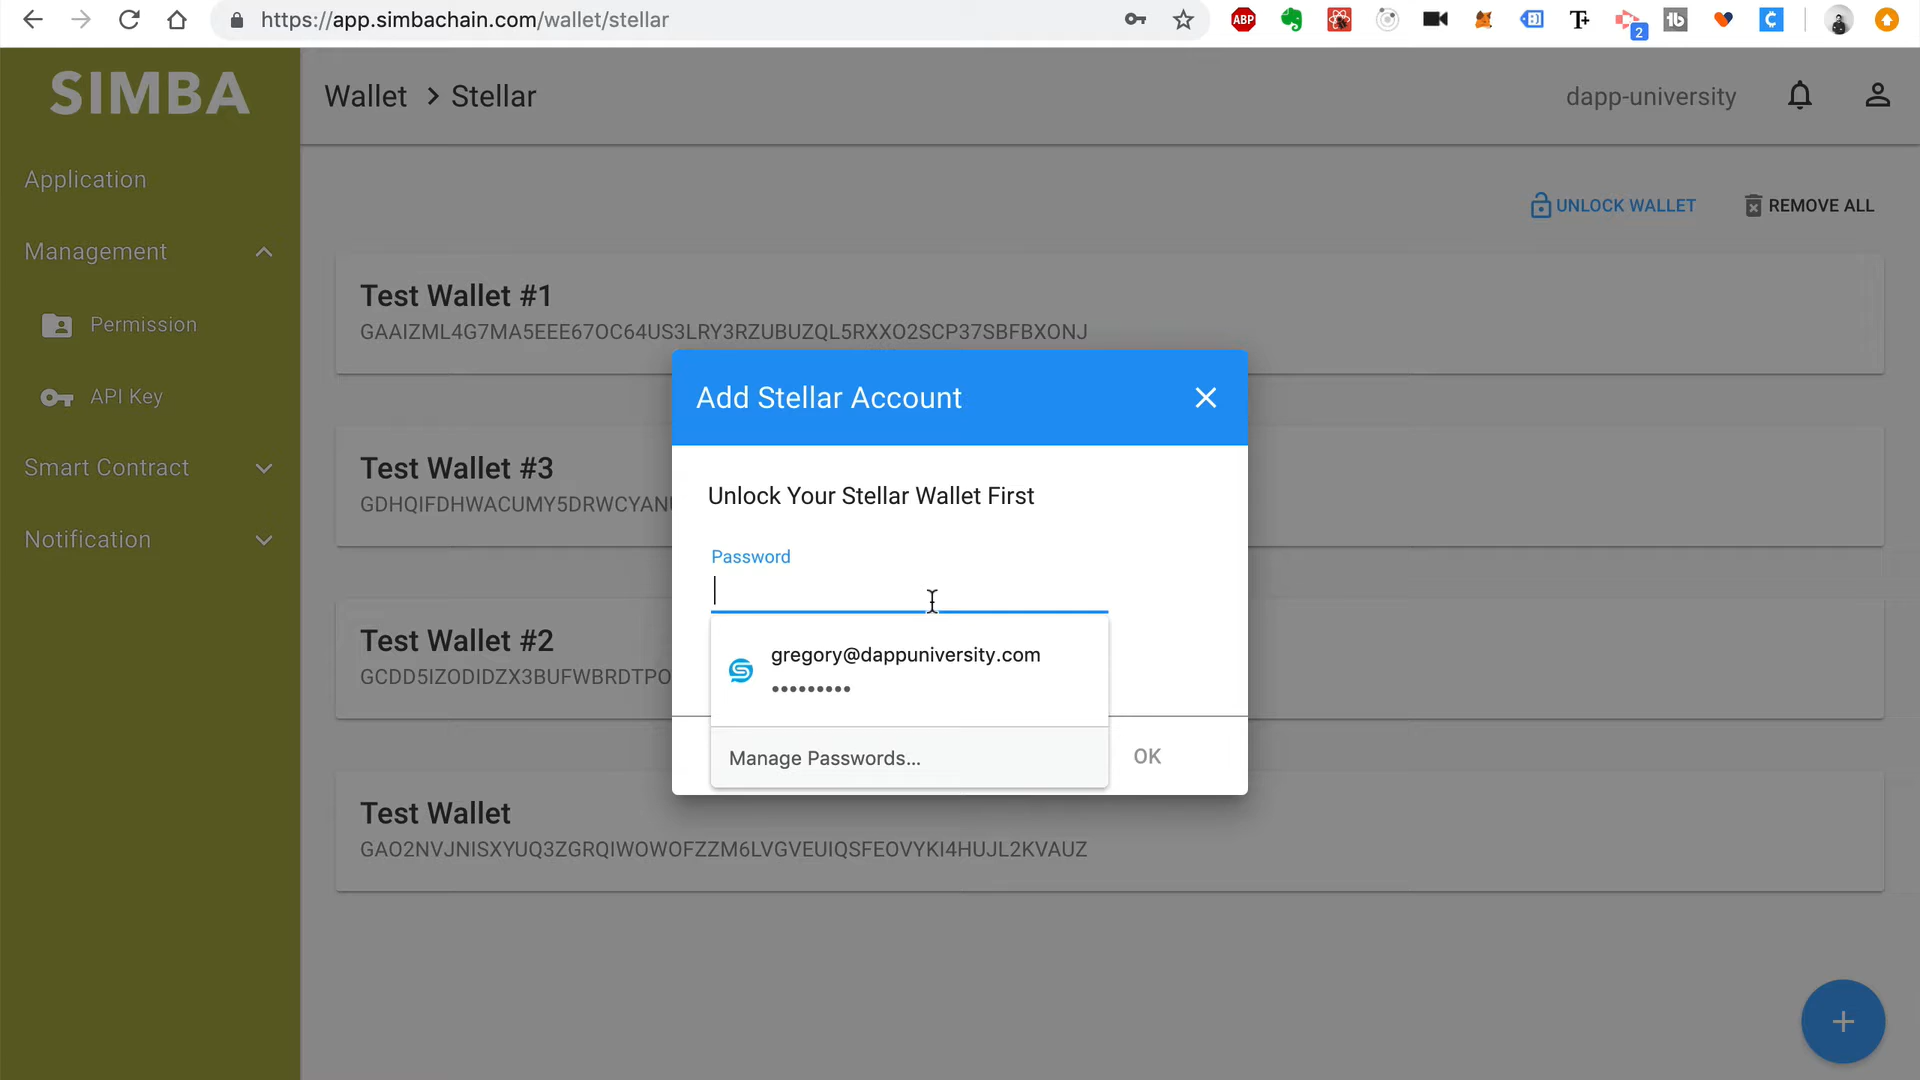 https://app.simbachain.com/wallet/stellar
ABP
2
SIMBA
Wallet > Stellar
dapp-university
Application
Management
Permission
API Key
Smart Contract
Notification
UNLOCK WALLET
REMOVE ALL
Test Wallet #1
GAAIZML4G7MA5EEE67OC64US3LRY3RZUBUZQL5RXXO2SCP37SBFBXONJ
Test Wallet #3
GDHQIFDHWACUMY5DRWCYAN
Test Wallet #2
GCDD5IZODIDZX3BUFWBRDTPO
Test Wallet
GAO2NVJNISXYUQ3ZGRQIWOWOFZZM6LVGVEUIQSFEOVYKI4HUJL2KVAUZ
Add Stellar Account
Unlock Your Stellar Wallet First
Password
gregory@dappuniversity.com
•••••••••
Manage Passwords...
OK